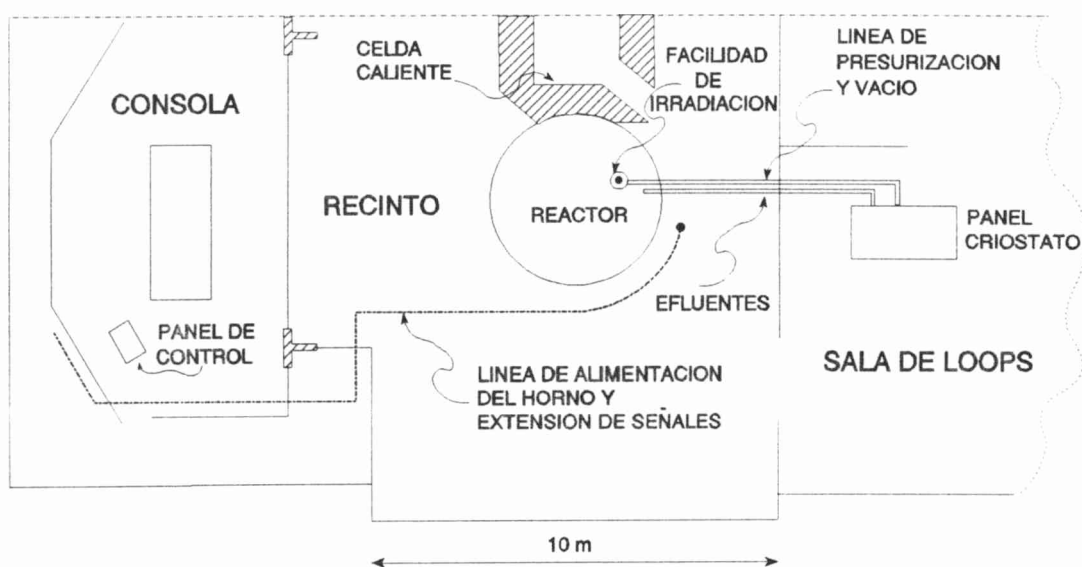 CONSOLA
PANEL DE
CONTROL
CELDA
CALIENTE
RECINTO
REACTOR
FACILIDAD
DE
IRRADIACION
LINEA DE
PRESURIZACION
Y VACIO
PANEL
CRIOSTATO
EFLUENTES
LINEA DE ALIMENTACION
DEL HORNO Y
EXTENSION DE SEÑALES
SALA DE LOOPS
10 m